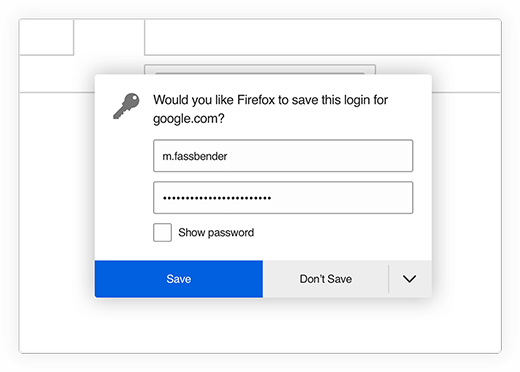 Would you like Firefox to save this login for
google.com?
m.fassbender
••••••••••••••••••••••••
Show password
Save
Don’t Save